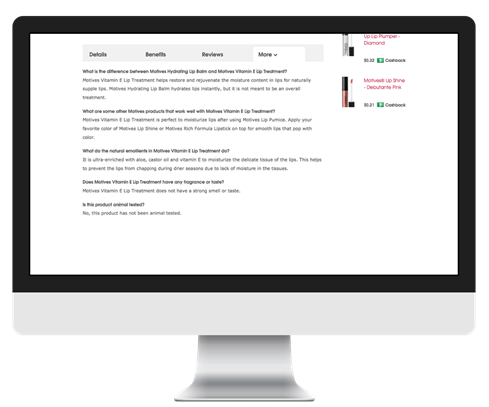 Details Benefits Reviews More
What is the difference between Motives Hydrating Lip Balm and Motives Vitamin E Lip Treatment?
Motives Vitamin E Lip Treatment helps restore and rejuvenate the moisture content in lips for naturally
supple lips. Motives Hydrating Lip Balm hydrates lips instantly, but it is not meant to be an overall
treatment.
What are some other Motives products that work well with Motives Vitamin E Lip Treatment?
Motives Vitamin E Lip Treatment is perfect to moisturize lips after using Motives Lip Pumice. Apply your
favorite color of Motives Lip Shine or Motives Rich Formula Lipstick on top for smooth lips that pop with
color.
What do the natural emollients in Motives Vitamin E Lip Treatment do?
It is ultra-enriched with aloe, castor oil and vitamin E to moisturize the delicate tissue of the lips. This helps
to prevent the lips from chapping during drier seasons due to lack of moisture in the tissues.
Does Motives Vitamin E Lip Treatment have any fragrance or taste?
Motives Vitamin E Lip Treatment does not have a strong smell or taste.
Is this product animal tested?
No, this product has not been animal tested.
Up Lip Plumper -
Diamond
$0.32 Cashback
Motives® Lip Shine
- Debutante Pink
$0.21 Cashback